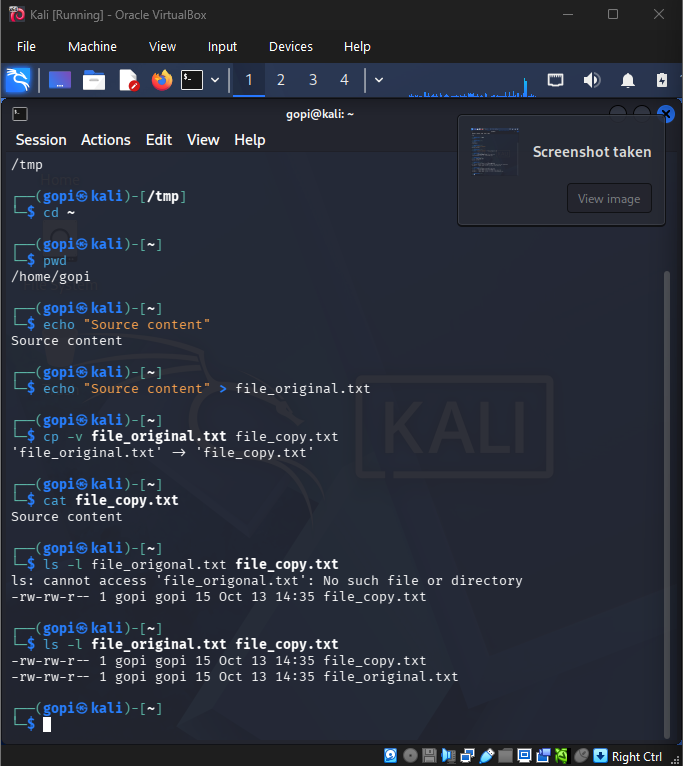 Kali [Running] - Oracle VirtualBox
File Machine View Input Devices Help
1 2 3 4
gopi@kali: ~
Session Actions Edit View Help
Screenshot taken
View image
/tmp
┌──(gopi㉿kali)-[/tmp]
└─$ cd ~
┌──(gopi㉿kali)-[~]
└─$ pwd
/home/gopi
┌──(gopi㉿kali)-[~]
└─$ echo "Source content"
Source content
┌──(gopi㉿kali)-[~]
└─$ echo "Source content" > file_original.txt
┌──(gopi㉿kali)-[~]
└─$ cp -v file_original.txt file_copy.txt
'file_original.txt' -> 'file_copy.txt'
┌──(gopi㉿kali)-[~]
└─$ cat file_copy.txt
Source content
┌──(gopi㉿kali)-[~]
└─$ ls -l file_origonal.txt file_copy.txt
ls: cannot access 'file_origonal.txt': No such file or directory
-rw-rw-r-- 1 gopi gopi 15 Oct 13 14:35 file_copy.txt
┌──(gopi㉿kali)-[~]
└─$ ls -l file_original.txt file_copy.txt
-rw-rw-r-- 1 gopi gopi 15 Oct 13 14:35 file_copy.txt
-rw-rw-r-- 1 gopi gopi 15 Oct 13 14:35 file_original.txt
┌──(gopi㉿kali)-[~]
└─$
KALI
Right Ctrl